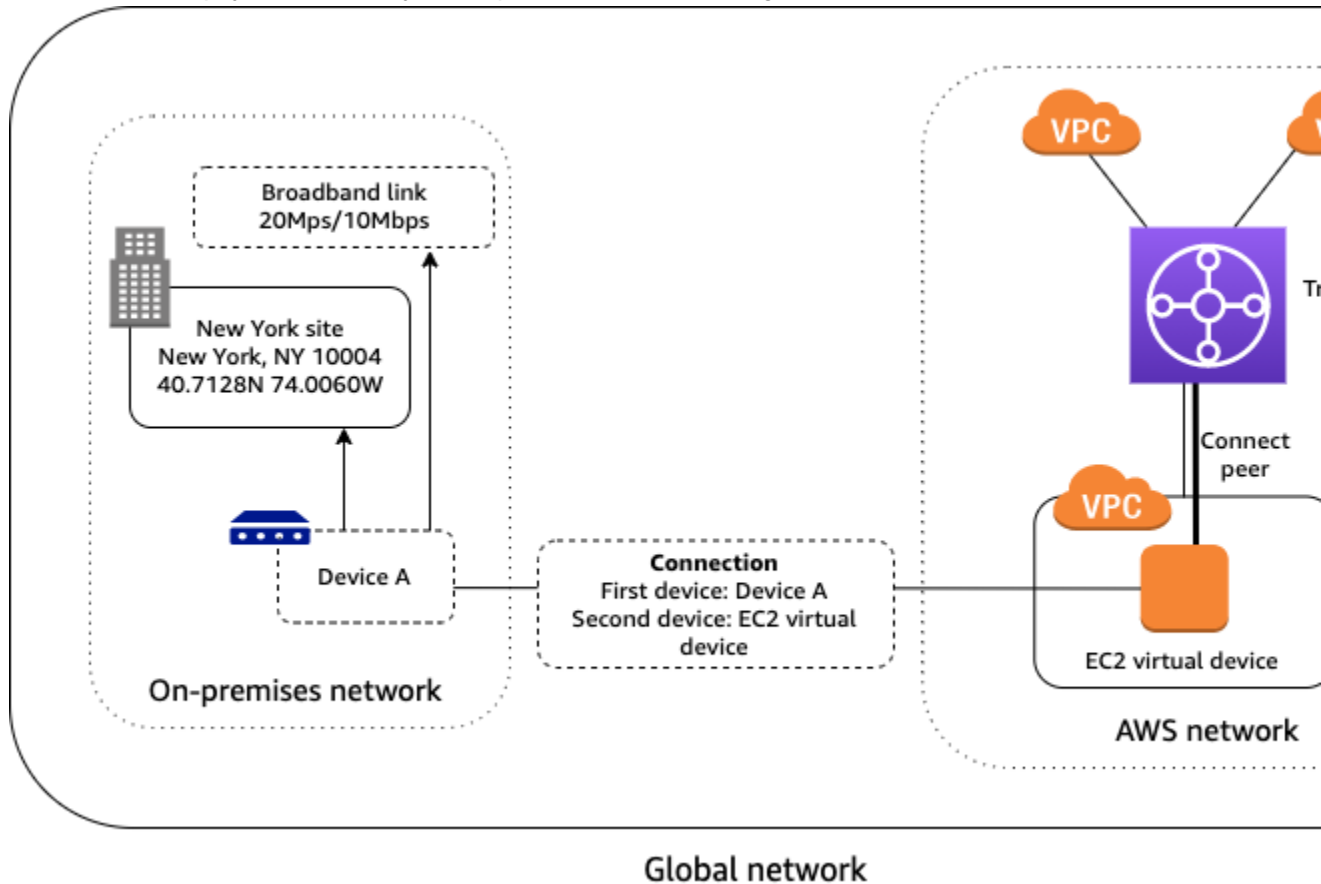 Broadband link
20Mps/10Mbps
New York site
New York, NY 10004
40.7128N 74.0060W
Device A
On-premises network
Connection
First device: Device A
Second device: EC2 virtual
device
VPC
Connect
peer
VPC
EC2 virtual device
AWS network
Global network